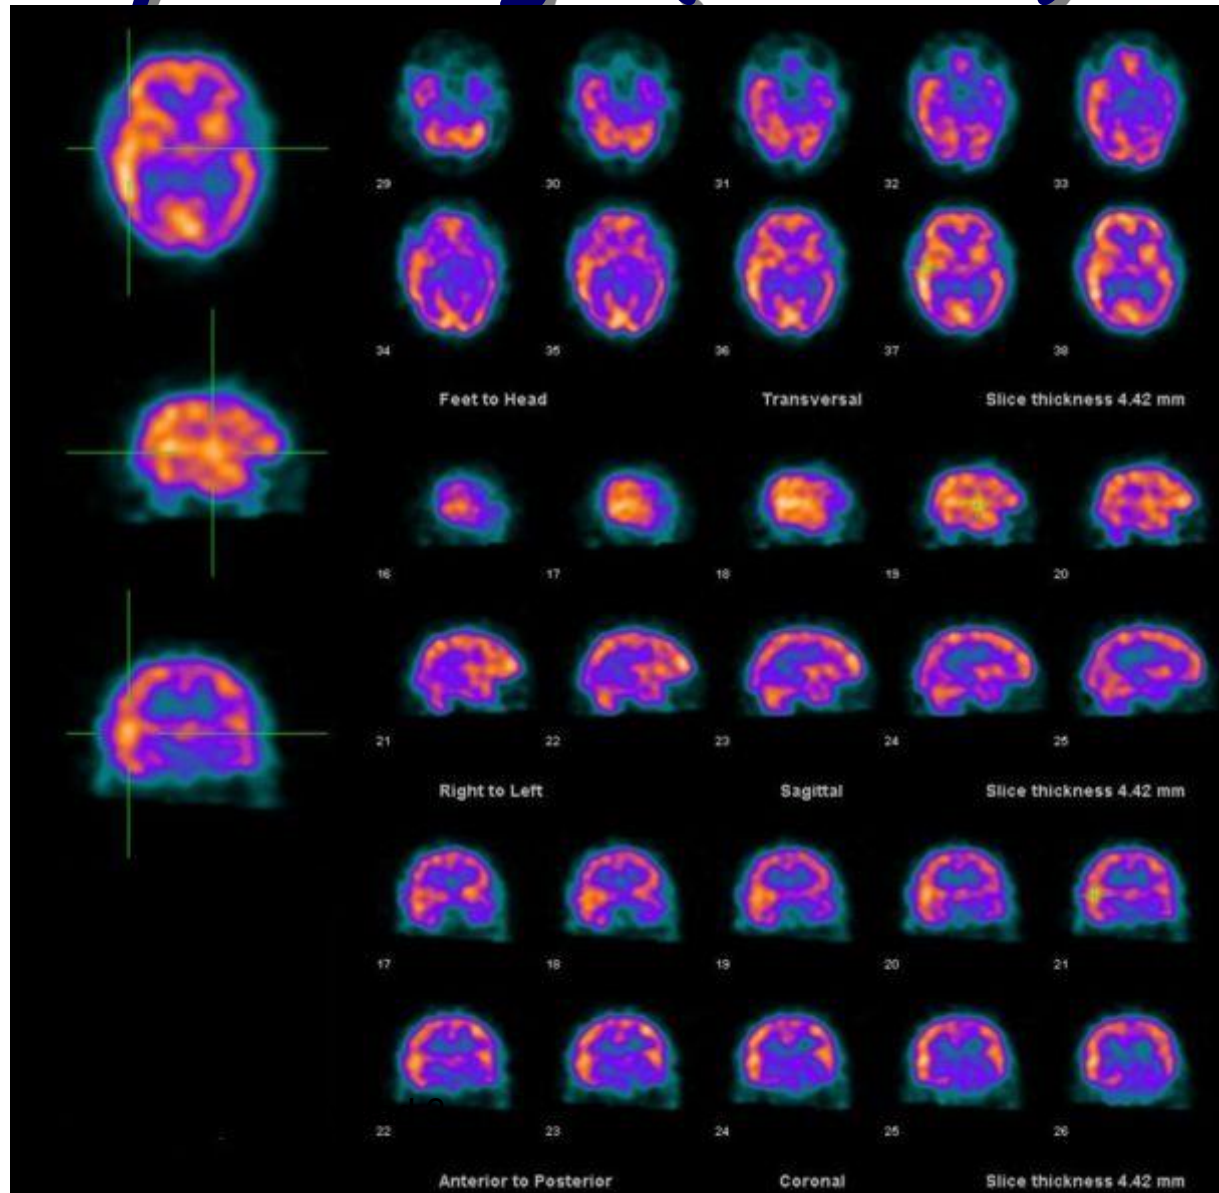 29 30 31 32 33
34 35 36 37 38
Feet to Head Transversal Slice thickness 4.42 mm
16 17 18 19 20
21 22 23 24 25
Right to Left Sagittal Slice thickness 4.42 mm
17 18 19 20 21
22 23 24 25 26
Anterior to Posterior Coronal Slice thickness 4.42 mm